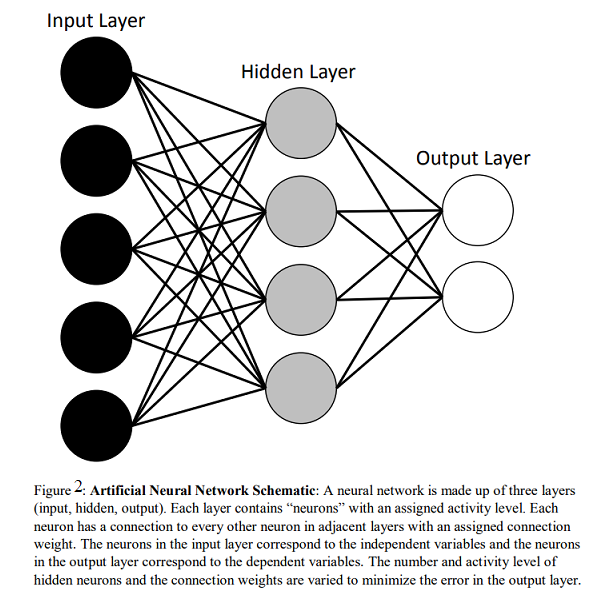 Input Layer
Hidden Layer
Output Layer
Figure 2: Artificial Neural Network Schematic: A neural network is made up of three layers
(input, hidden, output). Each layer contains “neurons” with an assigned activity level. Each
neuron has a connection to every other neuron in adjacent layers with an assigned connection
weight. The neurons in the input layer correspond to the independent variables and the neurons
in the output layer correspond to the dependent variables. The number and activity level of
hidden neurons and the connection weights are varied to minimize the error in the output layer.